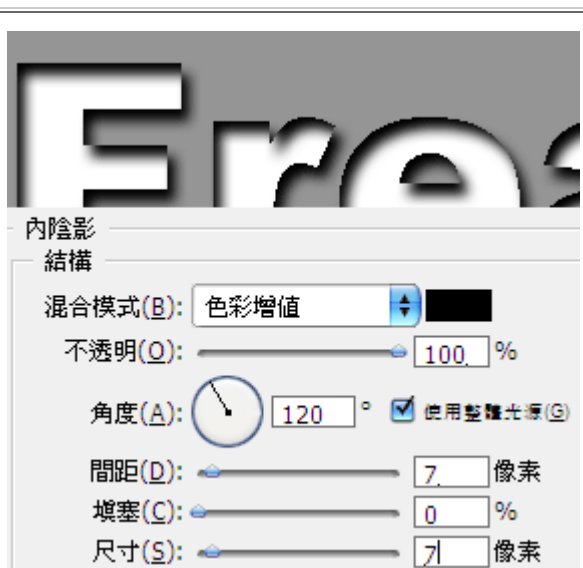 Frea
內陰影
結構
混合模式(B): 色彩增值
不透明(O): 100 %
角度(A): 120 ° 使用整體光源(G)
間距(D): 7 像素
填塞(C): 0 %
尺寸(S): 7 像素